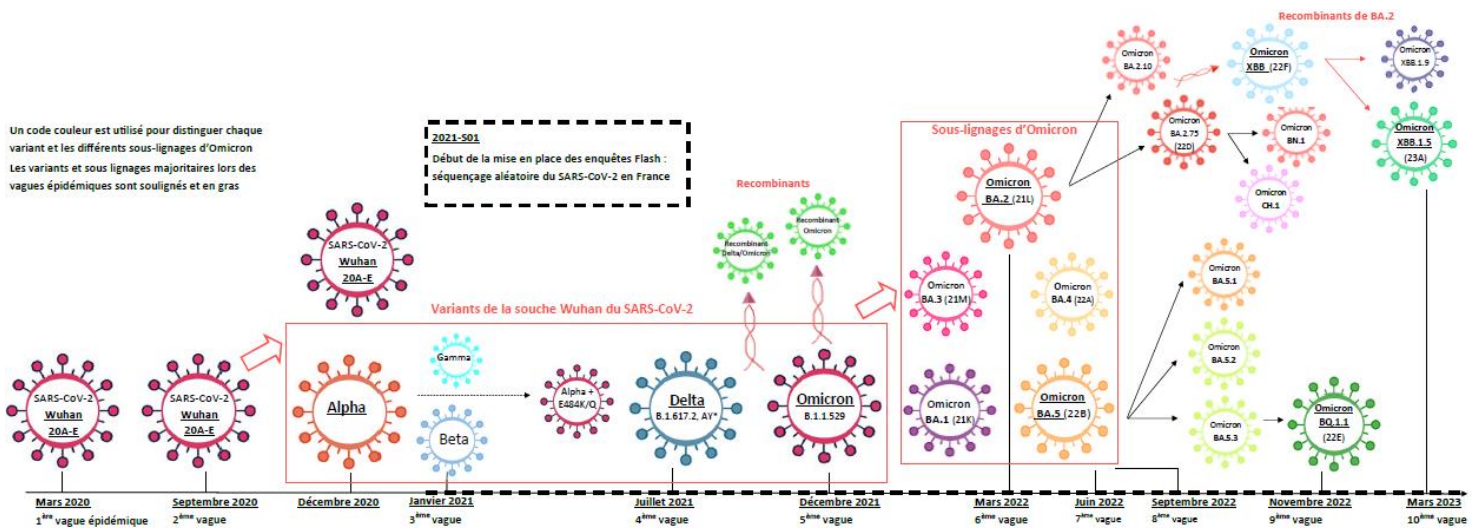 Un code couleur est utilisé pour distinguer chaque
variant et les différents sous-lignages d'Omicron
Les variants et sous lignages majoritaires lors des
vagues épidémiques sont soulignés et en gras
2021-S01
Début de la mise en place des enquêtes Flash :
séquençage aléatoire du SARS-CoV-2 en France
Recombinants de BA.2
Omicron
BA.2.10
Omicron
XBB (22F)
Omicron
XBB.1.9
Omicron
BA.2.75
(22D)
Omicron
BN.1
Omicron
XBB.1.5
(23A)
Omicron
CH.1
Sous-lignages d'Omicron
Omicron
BA.2 (21L)
Omicron
BA.3 (21M)
Omicron
BA.4 (22A)
Omicron
BA.1 (21K)
Omicron
BA.5 (22B)
Omicron
BA.5.1
Omicron
BA.5.2
Omicron
BA.5.3
Omicron
BQ.1.1
(22E)
Recombinants
Recombinant
Delta/Omicron
Recombinant
Omicron
SARS-CoV-2
Wuhan
20A-E
Variants de la souche Wuhan du SARS-CoV-2
SARS-CoV-2
Wuhan
20A-E
SARS-CoV-2
Wuhan
20A-E
Alpha
Gamma
Beta
Alpha +
E484K/Q
Delta
B.1.617.2, AY*
Omicron
B.1.1.529
Mars 2020
1ère vague épidémique
Septembre 2020
2ème vague
Décembre 2020
Janvier 2021
3ème vague
Juillet 2021
4ème vague
Décembre 2021
5ème vague
Mars 2022
6ème vague
Juin 2022
7ème vague
Septembre 2022
8ème vague
Novembre 2022
9ème vague
Mars 2023
10ème vague